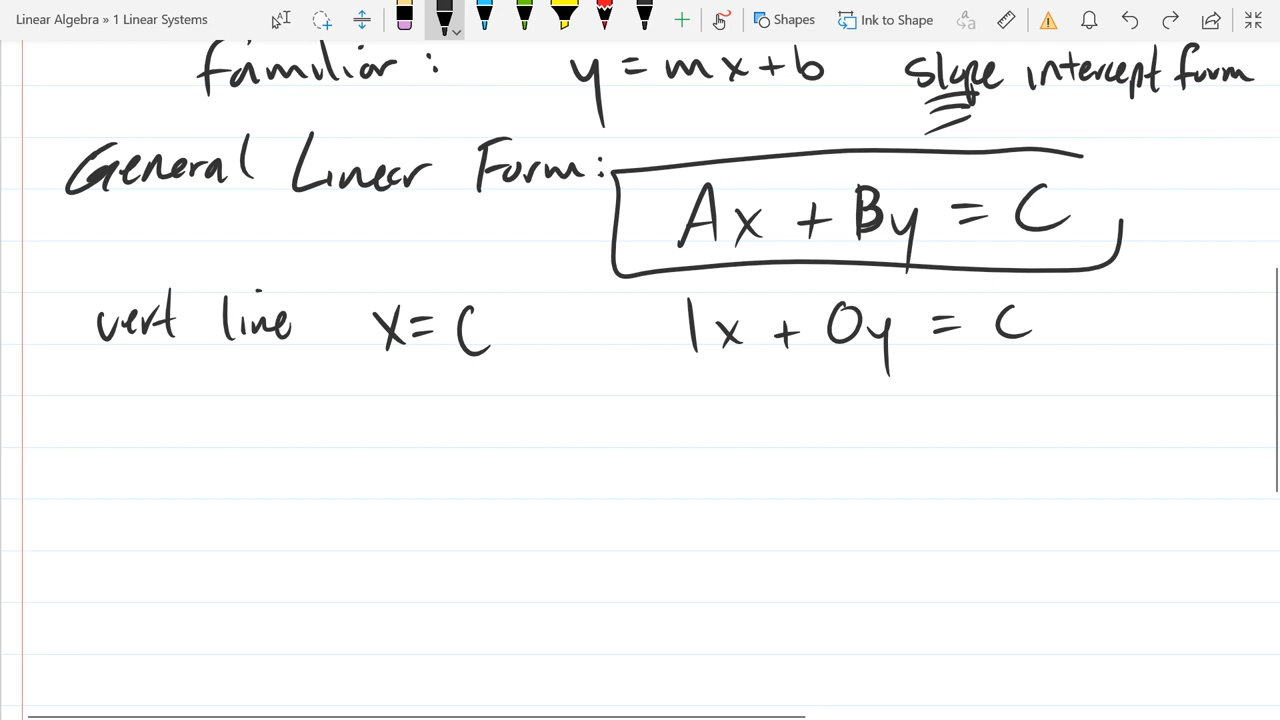 Linear Algebra » 1 Linear Systems Shapes Ink to Shape
familiar : y = mx + b slope intercept form
General Linear Form: Ax + By = C
vert line x = C 1x + 0y = C